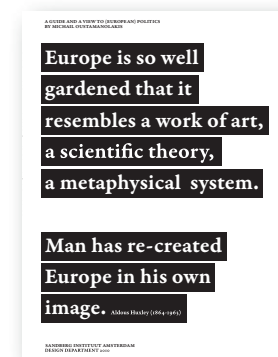 A GUIDE AND A VIEW TO (EUROPEAN) POLITICS
BY MICHAIL OUSTAMANOLAKIS
Europe is so well
gardened that it
resembles a work of art,
a scientific theory,
a metaphysical system.
Man has re-created
Europe in his own
image. Aldous Huxley (1894-1963)
SANDBERG INSTITUUT AMSTERDAM
DESIGN DEPARTMENT 2010